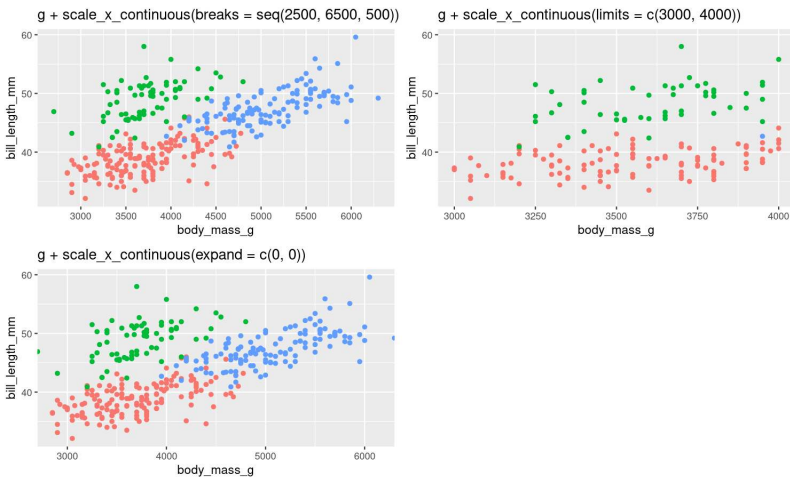 g + scale_x_continuous(breaks = seq(2500, 6500, 500))
60
50
40
bill_length_mm
3000 3500 4000 4500 5000 5500 6000
body_mass_g
g + scale_x_continuous(limits = c(3000, 4000))
60
50
40
bill_length_mm
3000 3250 3500 3750 4000
body_mass_g
g + scale_x_continuous(expand = c(0, 0))
60
50
40
bill_length_mm
3000 4000 5000 6000
body_mass_g